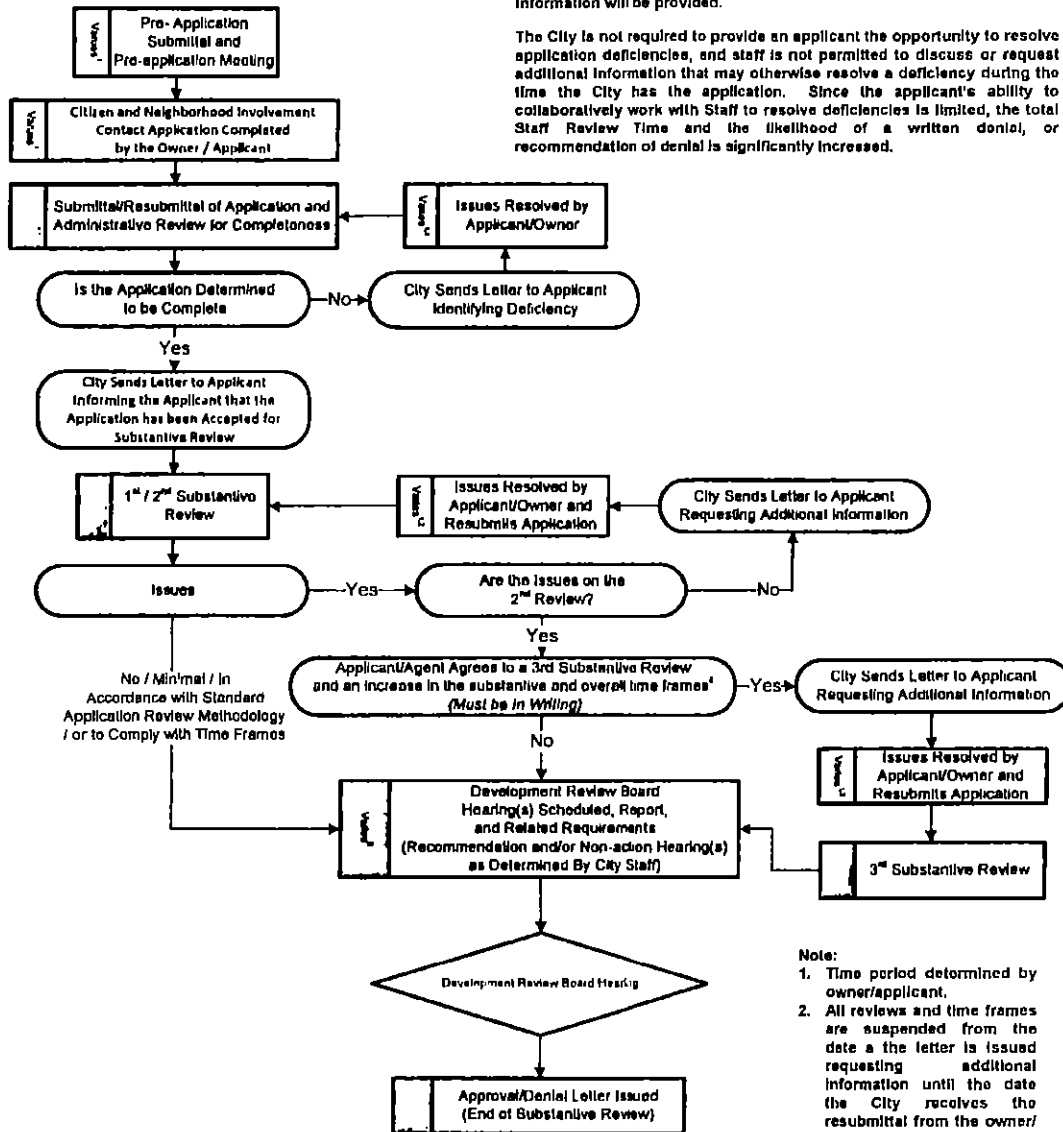 Information will be provided.
The City is not required to provide an applicant the opportunity to resolve
application deficiencies, and staff is not permitted to discuss or request
additional information that may otherwise resolve a deficiency during the
time the City has the application. Since the applicant's ability to
collaboratively work with Staff to resolve deficiencies is limited, the total
Staff Review Time and the likelihood of a written denial, or
recommendation of denial is significantly increased.
Varies
Pre- Application
Submittal and
Pre-application Meeting
Varies
Citizen and Neighborhood Involvement
Contact Application Completed
by the Owner / Applicant
Submittal/Resubmittal of Application and
Administrative Review for Completeness
Varies
Issues Resolved by
Applicant/Owner
Is the Application Determined
to be Complete
No
City Sends Letter to Applicant
Identifying Deficiency
Yes
City Sends Letter to Applicant
Informing the Applicant that the
Application has been Accepted for
Substantive Review
1st / 2nd Substantive
Review
Varies
Issues Resolved by
Applicant/Owner and
Resubmits Application
City Sends Letter to Applicant
Requesting Additional Information
Issues
Yes
Are the Issues on the
2nd Review?
No
Yes
No / Minimal / In
Accordance with Standard
Application Review Methodology
/ or to Comply with Time Frames
Applicant/Agent Agrees to a 3rd Substantive Review
and an increase in the substantive and overall time frames
(Must be in Writing)
Yes
City Sends Letter to Applicant
Requesting Additional Information
No
Varies
Issues Resolved by
Applicant/Owner and
Resubmits Application
Varies
Development Review Board
Hearing(s) Scheduled, Report,
and Related Requirements
(Recommendation and/or Non-action Hearing(s)
as Determined By City Staff)
3rd Substantive Review
Development Review Board Hearing
Approval/Denial Letter Issued
(End of Substantive Review)
Note:
1. Time period determined by
owner/applicant.
2. All reviews and time frames
are suspended from the
date a the letter is issued
requesting additional
information until the date
the City receives the
resubmittal from the owner/